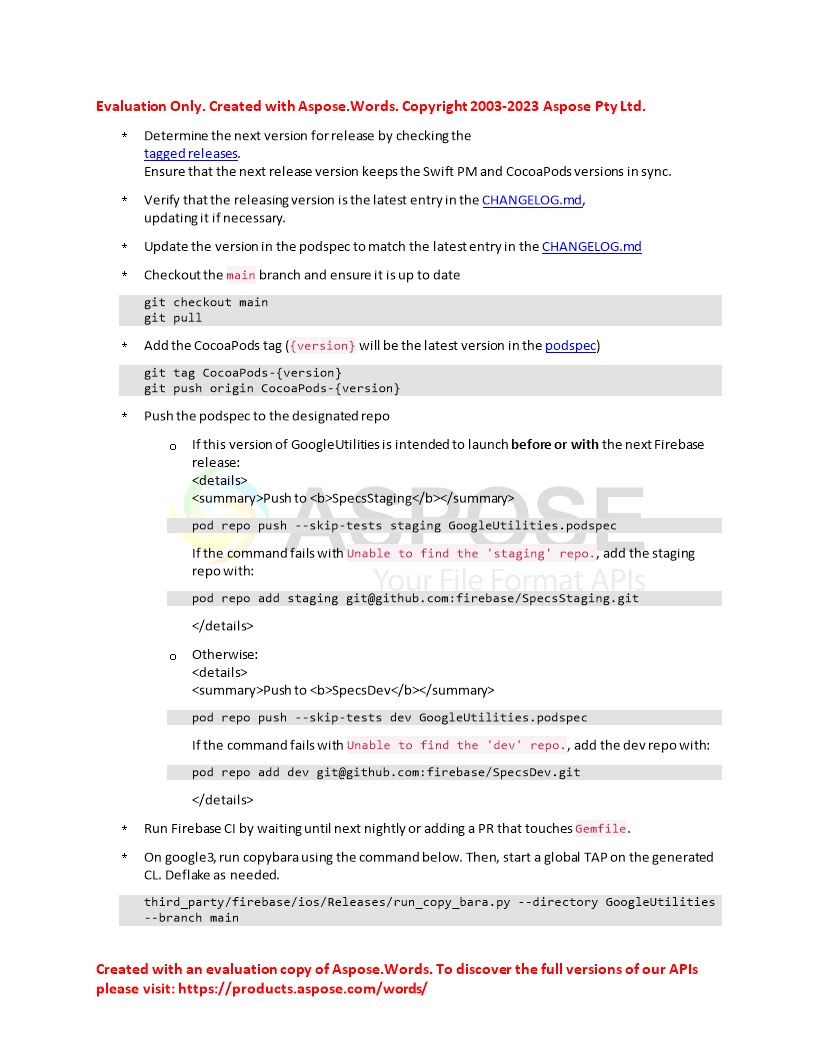 Evaluation Only. Created with Aspose.Words. Copyright 2003-2023 Aspose Pty Ltd.
* Determine the next version for release by checking the
tagged releases.
Ensure that the next release version keeps the Swift PM and CocoaPods versions in sync.
* Verify that the releasing version is the latest entry in the CHANGELOG.md,
updating it if necessary.
* Update the version in the podspec to match the latest entry in the CHANGELOG.md
* Checkout the main branch and ensure it is up to date
git checkout main
git pull
* Add the CocoaPods tag ({version} will be the latest version in the podspec)
git tag CocoaPods-{version}
git push origin CocoaPods-{version}
* Push the podspec to the designated repo
o If this version of GoogleUtilities is intended to launch before or with the next Firebase
release:
<details>
<summary>Push to <b>SpecsStaging</b></summary>
ASPOSE
pod repo push --skip-tests staging GoogleUtilities.podspec
If the command fails with Unable to find the 'staging' repo., add the staging
repo with:
Your File Format APIs
pod repo add staging git@github.com:firebase/SpecsStaging.git
</details>
o Otherwise:
<details>
<summary>Push to <b>SpecsDev</b></summary>
pod repo push --skip-tests dev GoogleUtilities.podspec
If the command fails with Unable to find the 'dev' repo., add the dev repo with:
pod repo add dev git@github.com:firebase/SpecsDev.git
</details>
* Run Firebase CI by waiting until next nightly or adding a PR that touches Gemfile.
* On google3, run copybara using the command below. Then, start a global TAP on the generated
CL. Deflake as needed.
third_party/firebase/ios/Releases/run_copy_bara.py --directory GoogleUtilities
--branch main
Created with an evaluation copy of Aspose.Words. To discover the full versions of our APIs
please visit: https://products.aspose.com/words/